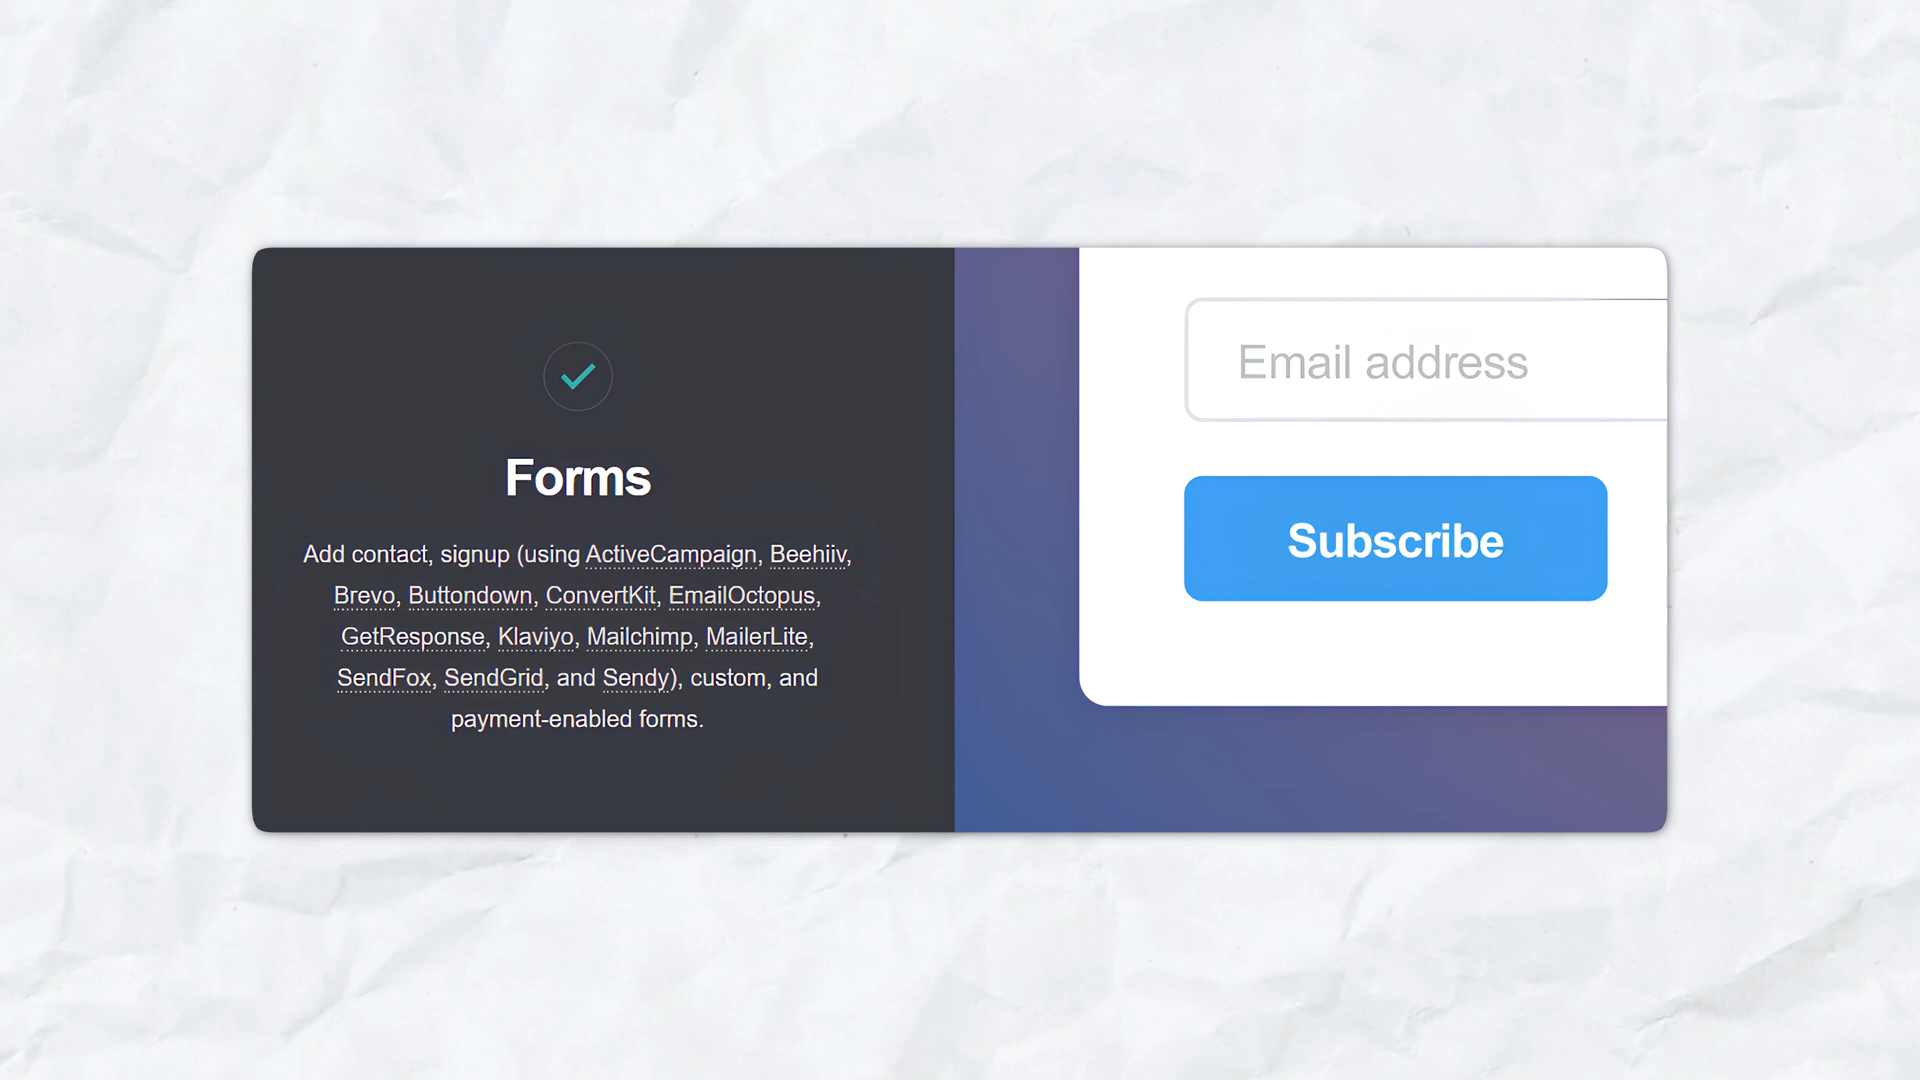 Forms
Add contact, signup (using ActiveCampaign, Beehiiv,
Brevo, Buttondown, ConvertKit, EmailOctopus,
GetResponse, Klaviyo, Mailchimp, MailerLite,
SendFox, SendGrid, and Sendy), custom, and
payment-enabled forms.
Email address
Subscribe